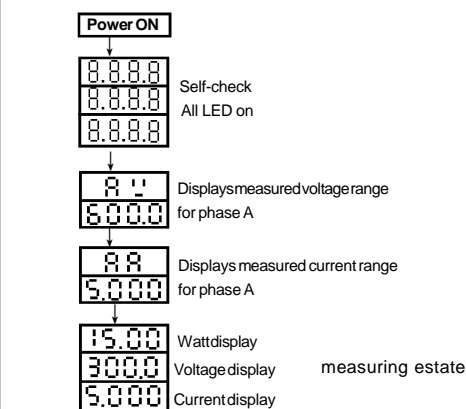 Power ON
8.8.8.8
8.8.8.8
8.8.8.8
Self-check
All LED on
A V
600.0
Displays measured voltage range
for phase A
A A
5.000
Displays measured current range
for phase A
15.00 Watt display
300.0 Voltage display measuring estate
5.000 Current display